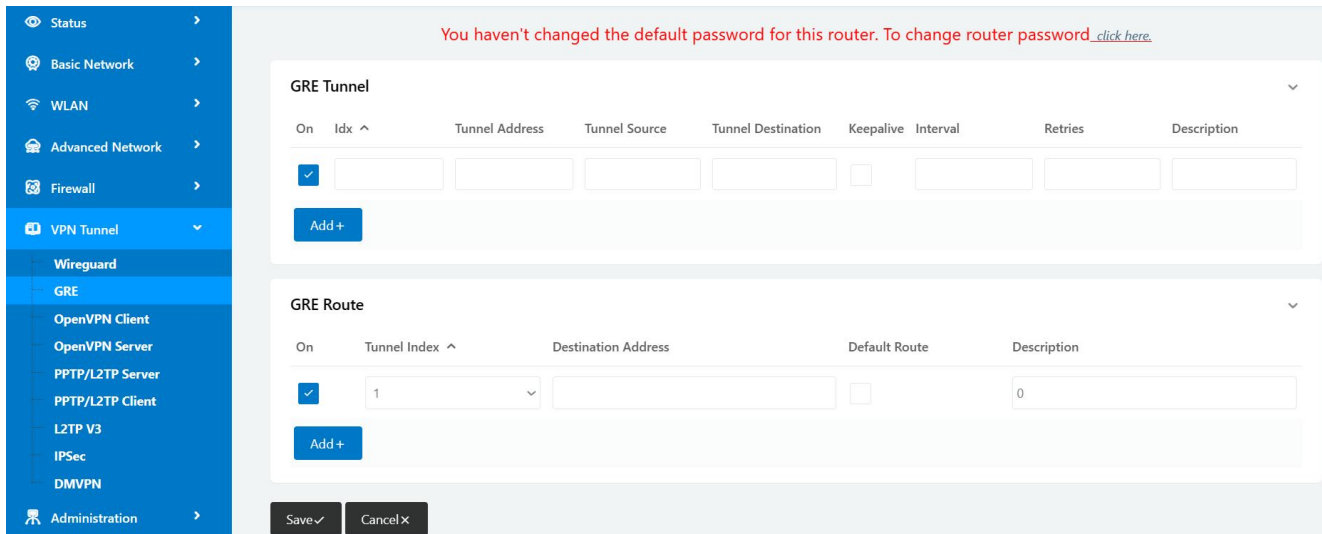 Status
Basic Network
WLAN
Advanced Network
Firewall
VPN Tunnel
Wireguard
GRE
OpenVPN Client
OpenVPN Server
PPTP/L2TP Server
PPTP/L2TP Client
L2TP V3
IPSec
DMVPN
Administration
You haven't changed the default password for this router. To change router password click here.
GRE Tunnel
On Idx Tunnel Address Tunnel Source Tunnel Destination Keepalive Interval Retries Description
Add+
GRE Route
On Tunnel Index Destination Address Default Route Description
1 0
Add+
Save Cancel